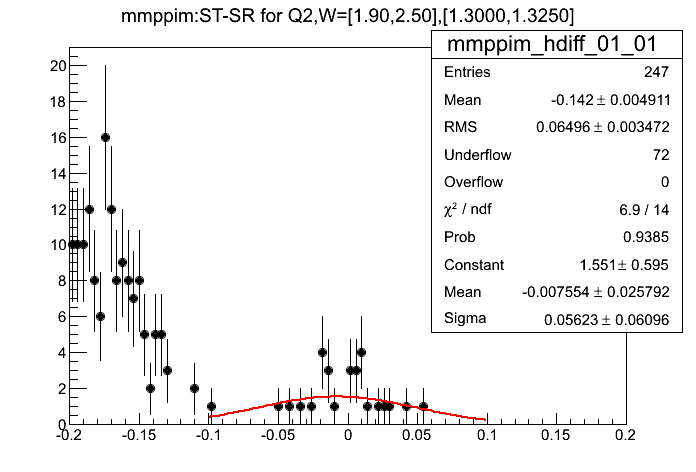 mmppim:ST-SR for Q2,W=[1.90,2.50],[1.3000,1.3250]
mmppim_hdiff_01_01
Entries 247
Mean -0.142 ± 0.004911
RMS 0.06496 ± 0.003472
Underflow 72
Overflow 0
χ² / ndf 6.9 / 14
Prob 0.9385
Constant 1.551 ± 0.595
Mean -0.007554 ± 0.025792
Sigma 0.05623 ± 0.06096
20
18
16
14
12
10
8
6
4
2
0
-0.2 -0.15 -0.1 -0.05 0 0.05 0.1 0.15 0.2